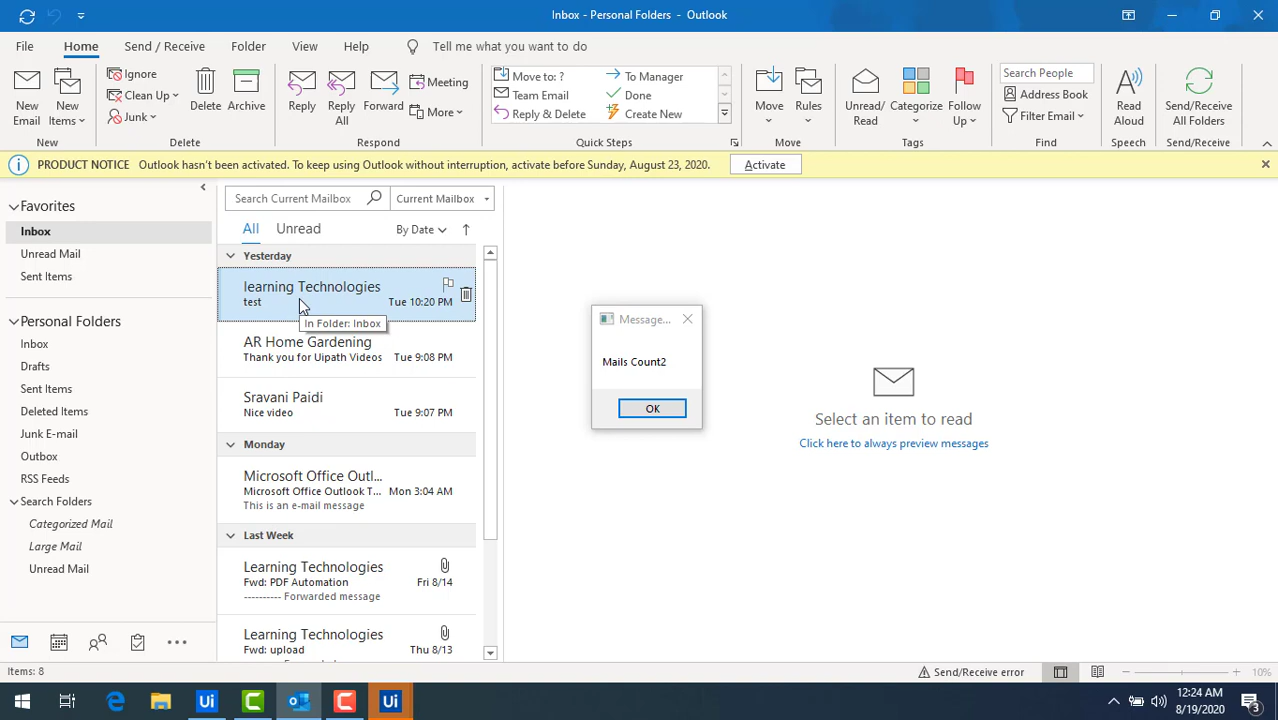 Inbox - Personal Folders - Outlook
File Home Send / Receive Folder View Help Tell me what you want to do
New Email
New Items
New
Ignore
Clean Up
Junk
Delete
Archive
Delete
Reply
Reply All
Forward
Meeting
More
Respond
Move to: ?
Team Email
Reply & Delete
To Manager
Done
Create New
Quick Steps
Move
Rules
Move
Unread/ Read
Categorize
Follow Up
Tags
Search People
Address Book
Filter Email
Find
Read Aloud
Speech
Send/Receive All Folders
Send/Receive
PRODUCT NOTICE Outlook hasn't been activated. To keep using Outlook without interruption, activate before Sunday, August 23, 2020. Activate
Favorites
Inbox
Unread Mail
Sent Items
Personal Folders
Inbox
Drafts
Sent Items
Deleted Items
Junk E-mail
Outbox
RSS Feeds
Search Folders
Categorized Mail
Large Mail
Unread Mail
Search Current Mailbox Current Mailbox
All Unread By Date
Yesterday
learning Technologies
test Tue 10:20 PM
In Folder: Inbox
AR Home Gardening
Thank you for Uipath Videos Tue 9:08 PM
Sravani Paidi
Nice video Tue 9:07 PM
Monday
Microsoft Office Outl...
Microsoft Office Outlook T... Mon 3:04 AM
This is an e-mail message
Last Week
Learning Technologies
Fwd: PDF Automation Fri 8/14
---------- Forwarded message
Learning Technologies
Fwd: upload Thu 8/13
Message...
Mails Count2
OK
Select an item to read
Click here to always preview messages
Items: 8 Send/Receive error 10%
Ui
Ui
12:24 AM
8/19/2020
3